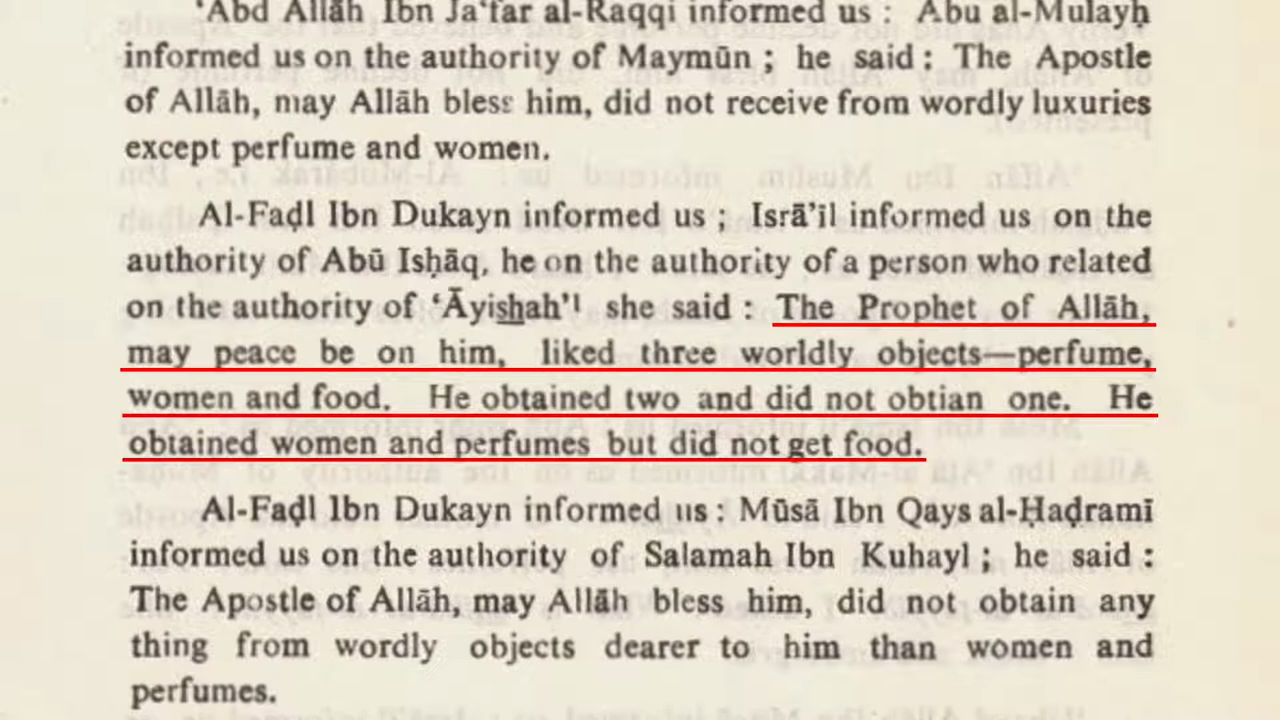 ‘Abd Allāh Ibn Ja‘far al-Raqqi informed us : Abu al-Mulayḥ
informed us on the authority of Maymūn ; he said : The Apostle
of Allāh, may Allāh bless him, did not receive from wordly luxuries
except perfume and women.
Al-Faḍl Ibn Dukayn informed us ; Isrā’il informed us on the
authority of Abū Isḥāq, he on the authority of a person who related
on the authority of ‘Āyishah’l she said : The Prophet of Allāh,
may peace be on him, liked three worldly objects—perfume,
women and food. He obtained two and did not obtian one. He
obtained women and perfumes but did not get food.
Al-Faḍl Ibn Dukayn informed us : Mūsā Ibn Qays al-Ḥaḍramī
informed us on the authority of Salamah Ibn Kuhayl ; he said :
The Apostle of Allāh, may Allāh bless him, did not obtain any
thing from wordly objects dearer to him than women and
perfumes.